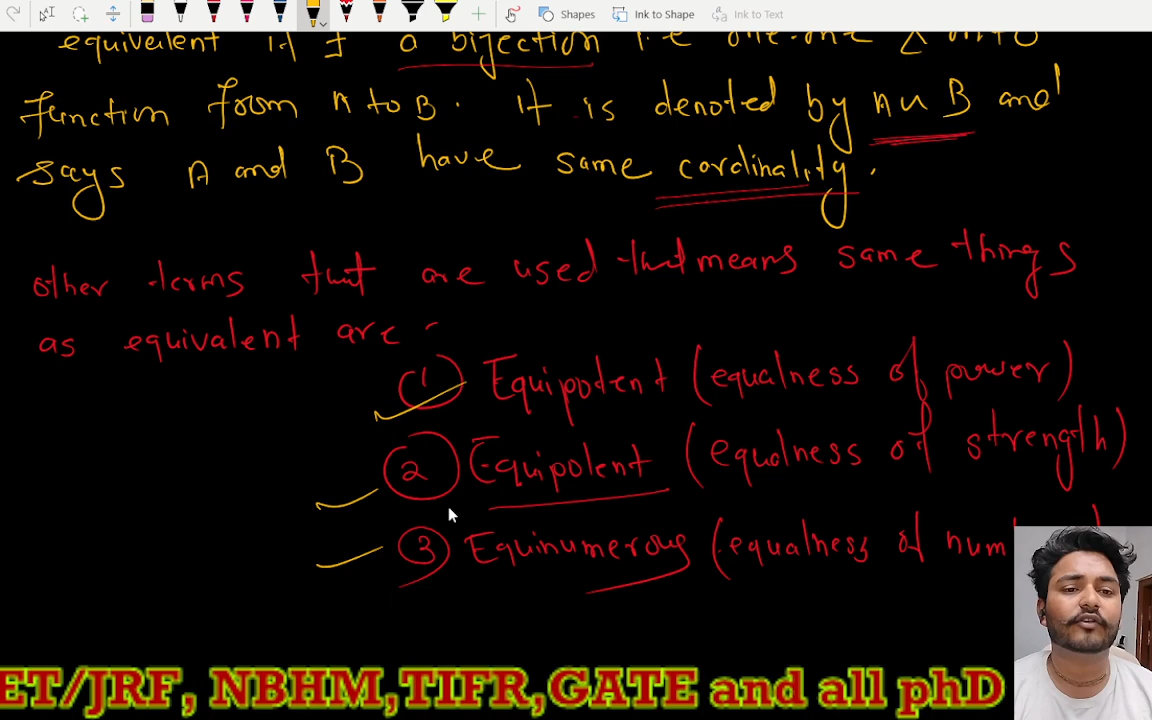 Shapes Ink to Shape Ink to Text
equivalent if ∃ a bijection i.e one-one & onto
function from A to B. It is denoted by A ~ B and
says A and B have same cordinality.
other terms that are used that means same things
as equivalent are -
(1) Equipotent (equalness of power)
(2) Equipolent (equalness of strength)
(3) Equinumerous (equalness of num
ET/JRF, NBHM,TIFR,GATE and all phD